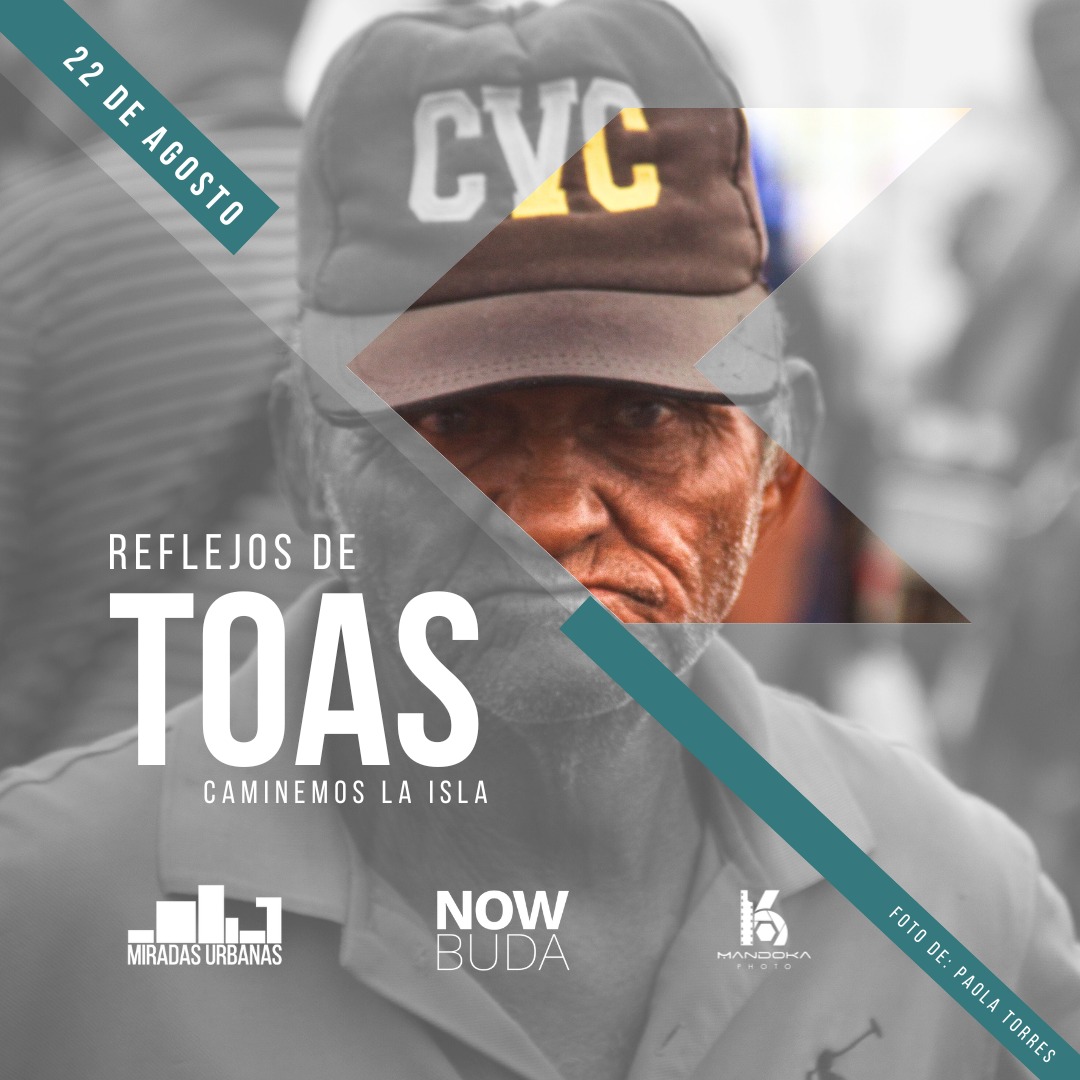 22 DE AGOSTO
CVC
REFLEJOS DE
TOAS
CAMINEMOS LA ISLA
MIRADAS URBANAS
NOW
BUDA
MANDOKA
PHOTO
FOTO DE: PAOLA TORRES